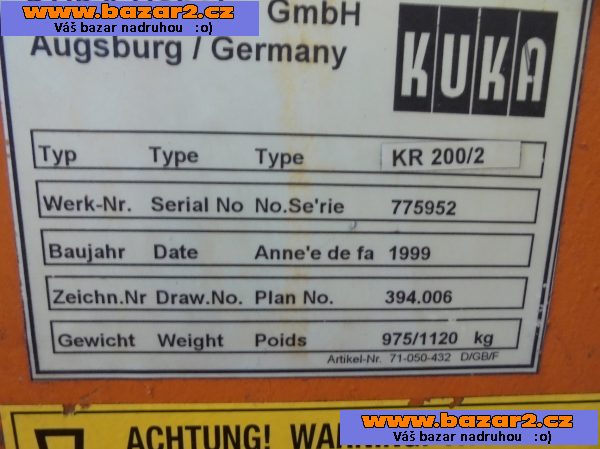 www.bazar2.cz
Váš bazar nadruhou :o)
GmbH
Augsburg / Germany
KUKA
Typ Type Type KR 200/2
Werk-Nr. Serial No No.Se'rie 775952
Baujahr Date Anne'e de fa 1999
Zeichn.Nr Draw.No. Plan No. 394.006
Gewicht Weight Poids 975/1120 kg
Artikel-Nr. 71-050-432 D/GB/F
ACHTUNG!
www.bazar2.cz
Váš bazar nadruhou :o)